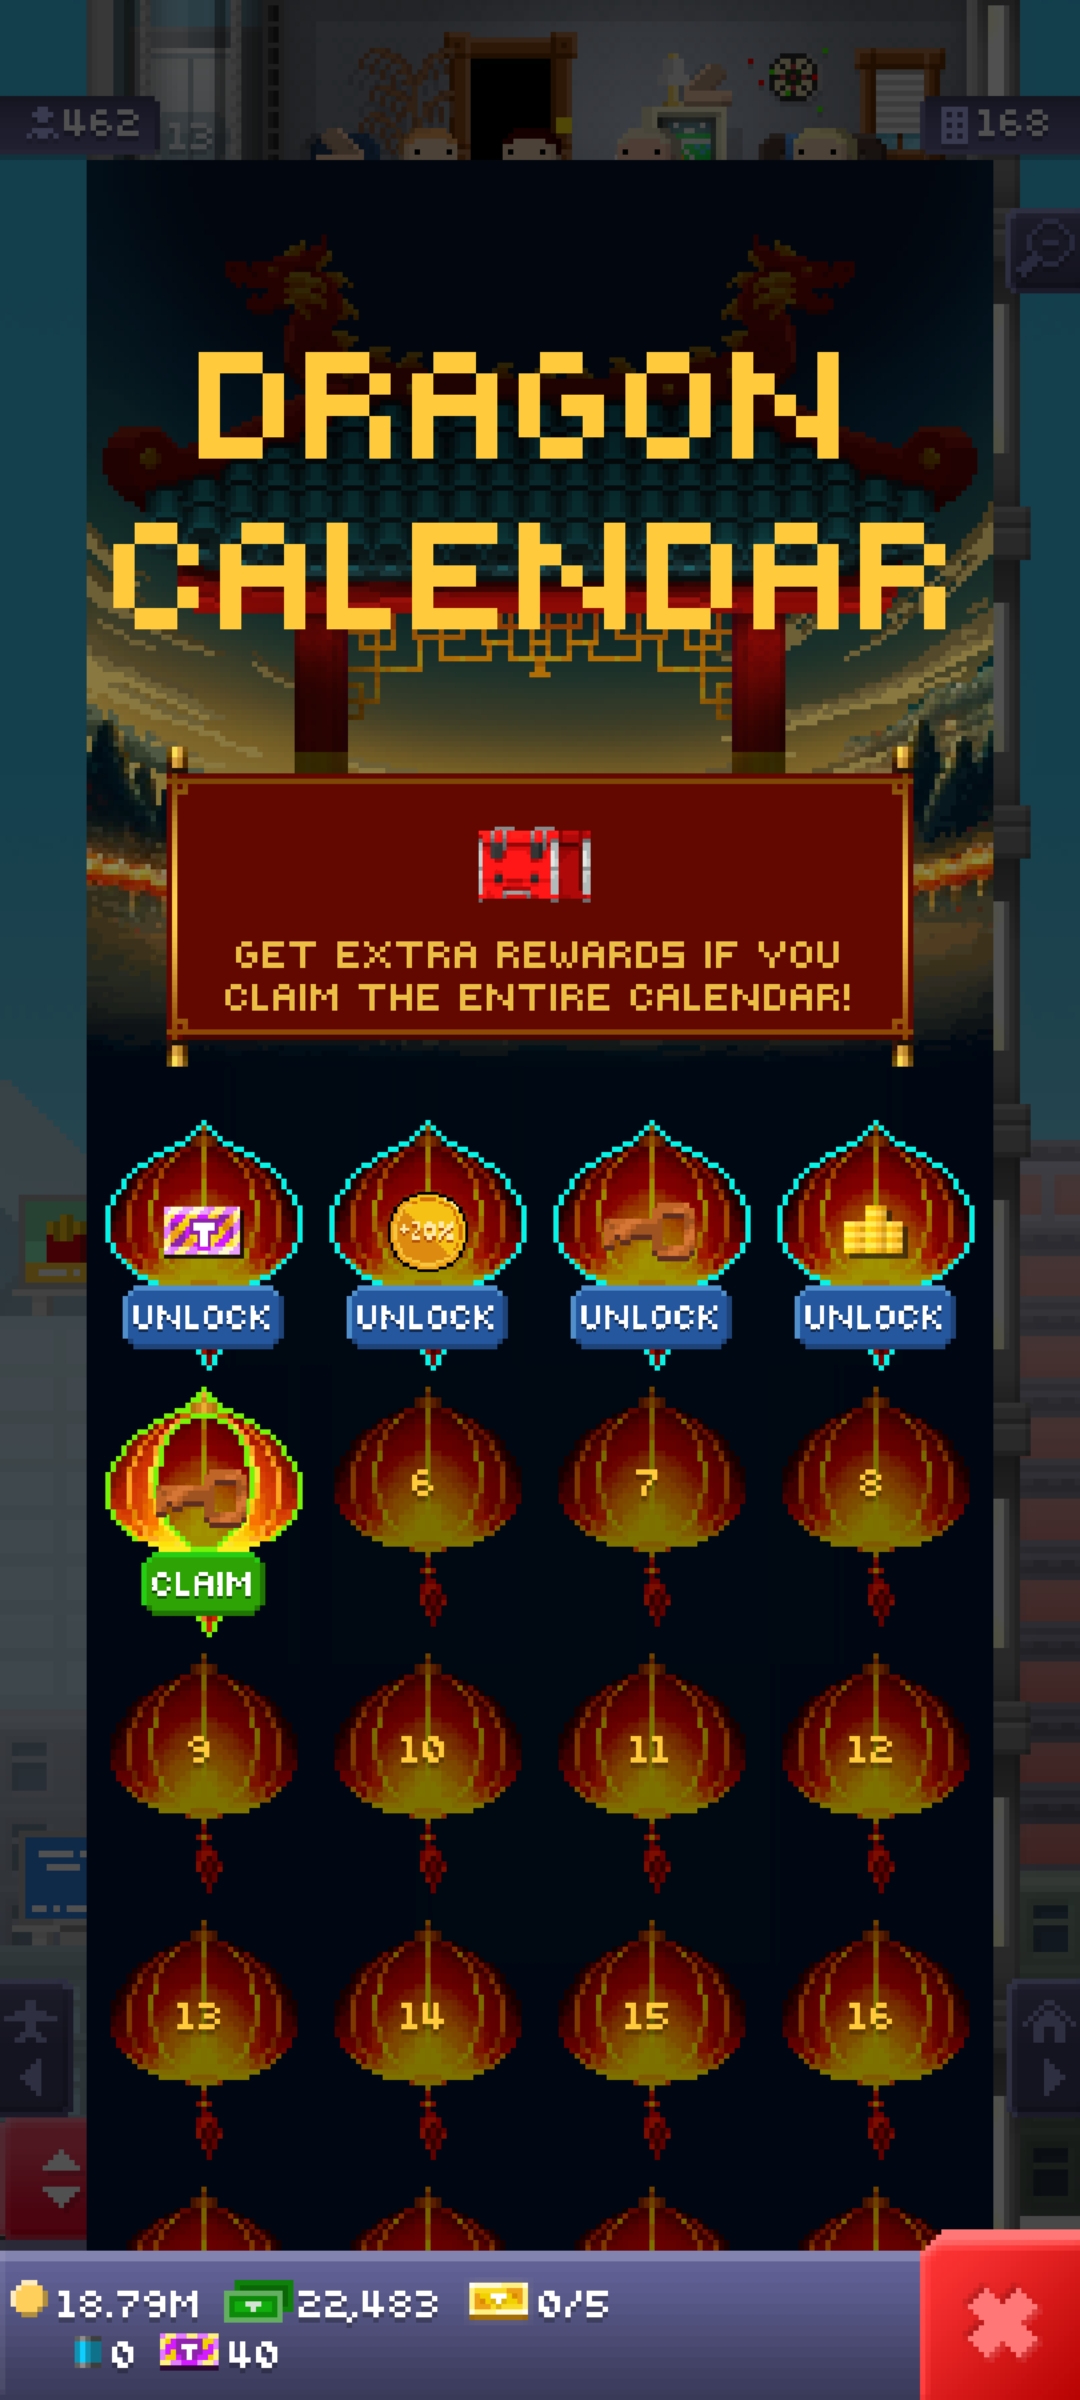 462
13
168
DRAGON
CALENDAR
GET EXTRA REWARDS IF YOU
CLAIM THE ENTIRE CALENDAR!
T +20%
UNLOCK UNLOCK UNLOCK UNLOCK
6 7 8
CLAIM
9 10 11 12
13 14 15 16
18.79M T 22,483 T 0/5
0 T 40